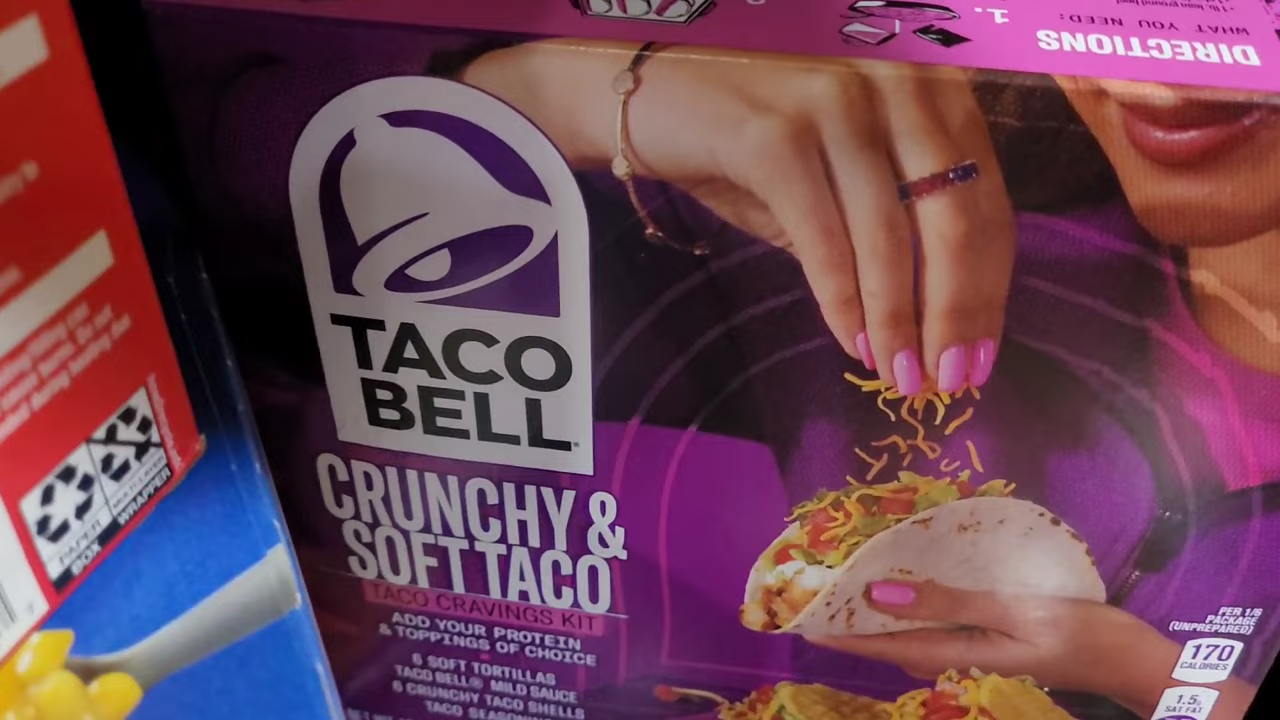 DIRECTIONS
WHAT YOU NEED:
1.
TACO
BELL
CRUNCHY &
SOFT TACO
TACO CRAVINGS KIT
ADD YOUR PROTEIN
& TOPPINGS OF CHOICE
6 SOFT TORTILLAS
TACO BELL® MILD SAUCE
6 CRUNCHY TACO SHELLS
TACO SEASONING
PER 1/6
PACKAGE
(UNPREPARED)
170
CALORIES
1.5g
SAT FAT
PAPER
BOX
WRAPPER